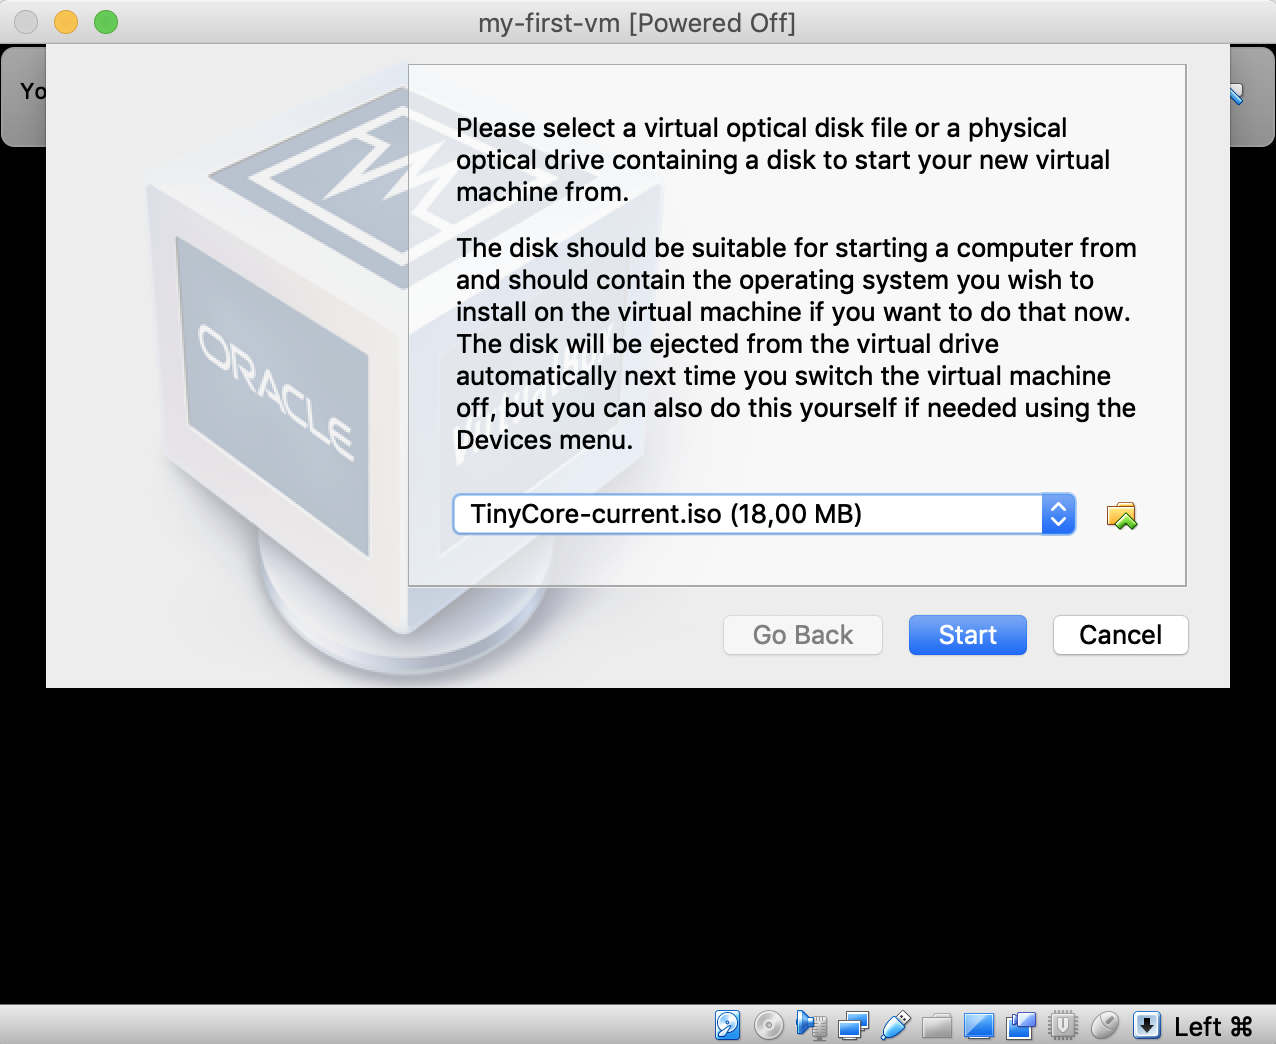 my-first-vm [Powered Off]
Yo
Please select a virtual optical disk file or a physical
optical drive containing a disk to start your new virtual
machine from.
The disk should be suitable for starting a computer from
and should contain the operating system you wish to
install on the virtual machine if you want to do that now.
The disk will be ejected from the virtual drive
automatically next time you switch the virtual machine
off, but you can also do this yourself if needed using the
Devices menu.
ORACLE
VirtualBox
TinyCore-current.iso (18,00 MB)
Go Back
Start
Cancel
Left ⌘